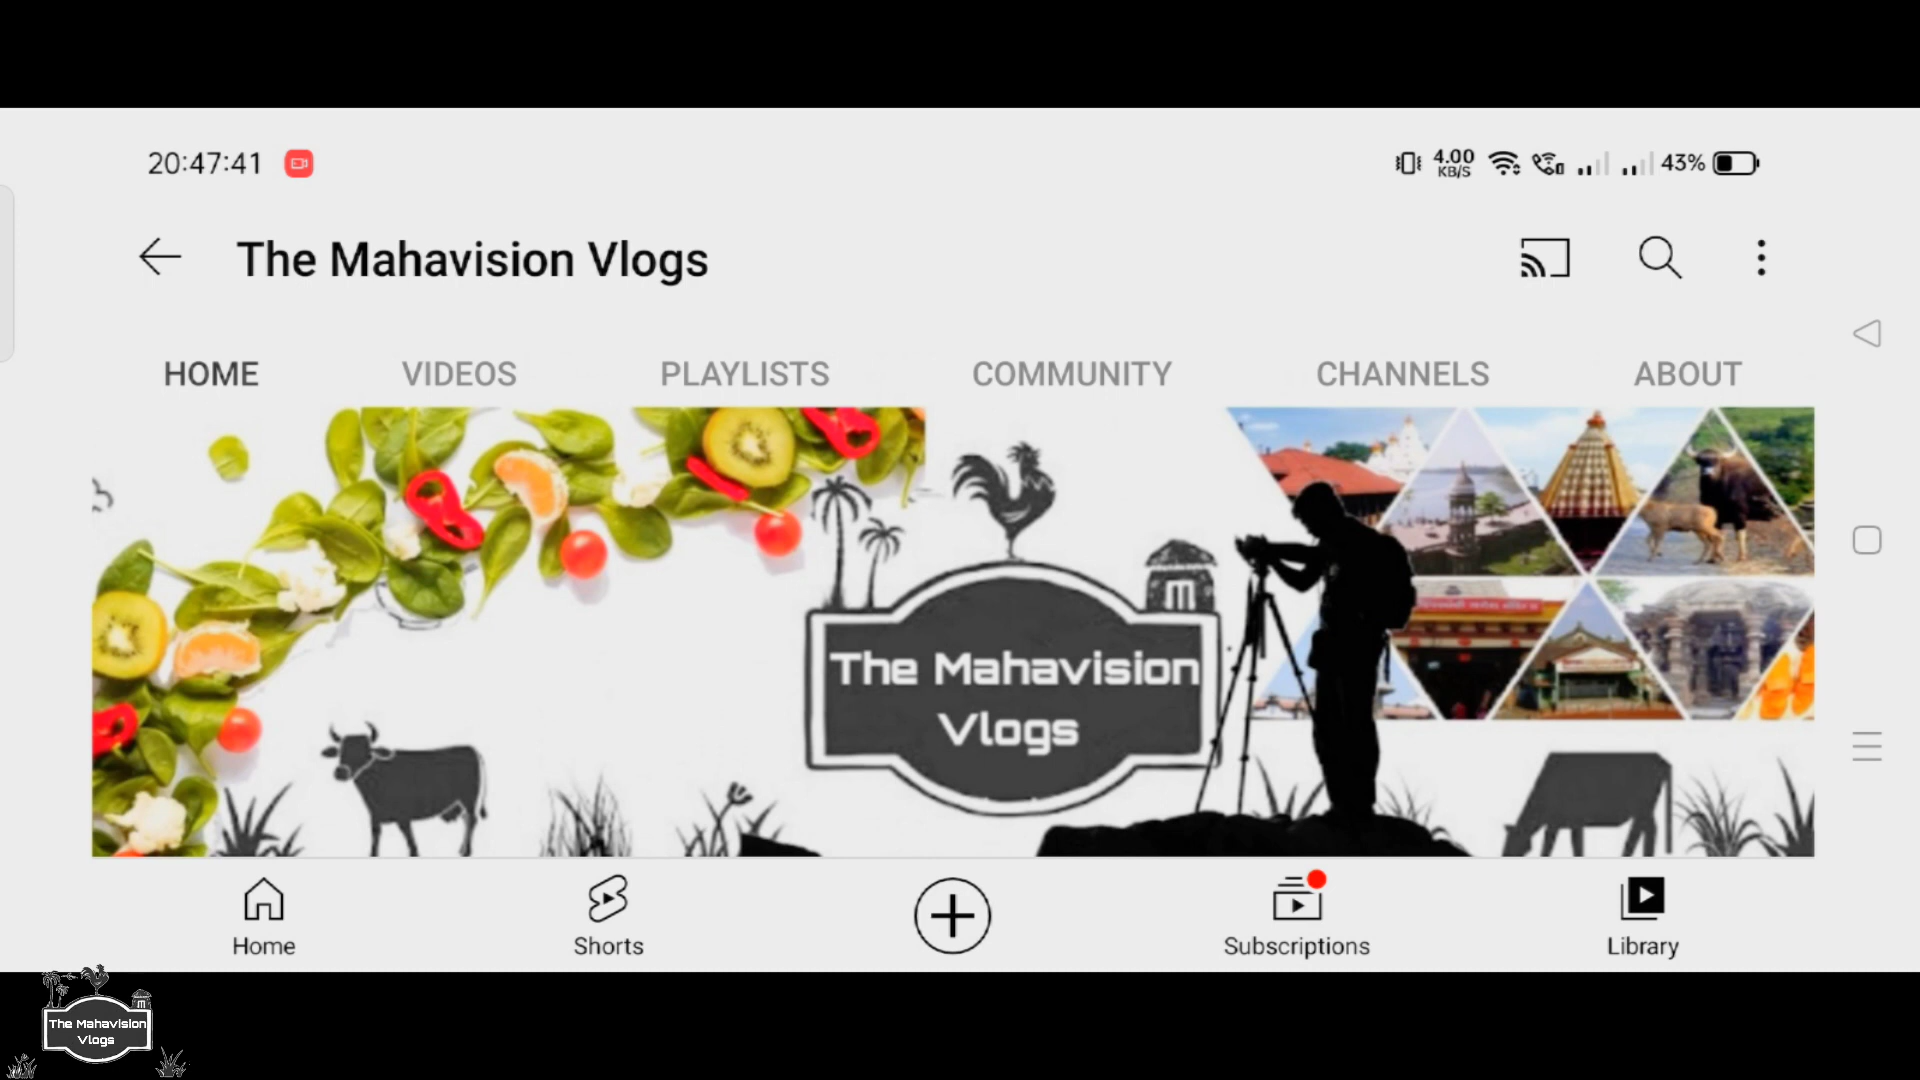 20:47:41
4.00
KB/S
43%
The Mahavision Vlogs
HOME
VIDEOS
PLAYLISTS
COMMUNITY
CHANNELS
ABOUT
The Mahavision
Vlogs
Home
Shorts
Subscriptions
Library
The Mahavision
Vlogs